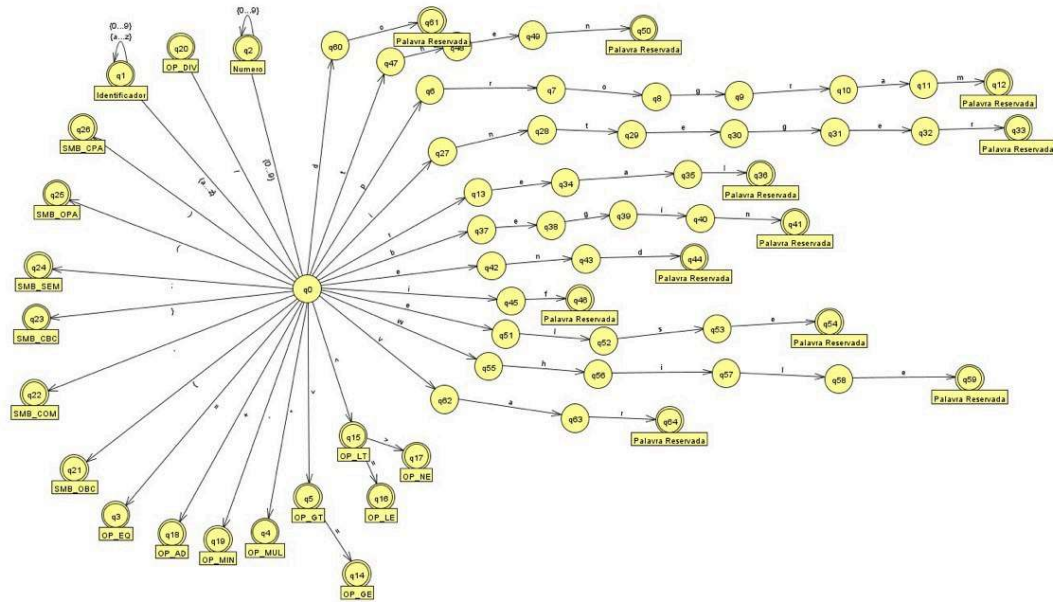 {0...9}
{a...z}
q1
Identificador
q20
OP_DIV
{0...9}
q2
Numero
q60
o
q61
Palavra Reservada
q47
h
q48
e
q49
n
q50
Palavra Reservada
q6
r
q7
o
q8
g
q9
r
q10
a
q11
m
q12
Palavra Reservada
q27
n
q28
t
q29
e
q30
g
q31
e
q32
r
q33
Palavra Reservada
q13
e
q34
a
q35
l
q36
Palavra Reservada
q37
e
q38
g
q39
i
q40
n
q41
Palavra Reservada
q42
n
q43
d
q44
Palavra Reservada
q45
f
q46
Palavra Reservada
q51
l
q52
s
q53
e
q54
Palavra Reservada
q55
h
q56
i
q57
l
q58
e
q59
Palavra Reservada
q62
a
q63
r
q64
Palavra Reservada
q0
d
t
p
i
r
b
e
i
e
w
v
{0..9}
/
{a..z}
)
(
;
}
q26
SMB_CPA
q25
SMB_OPA
q24
SMB_SEM
q23
SMB_CBC
q22
SMB_COM
q21
SMB_OBC
q3
OP_EQ
q18
OP_AD
q19
OP_MIN
q4
OP_MUL
q5
OP_GT
=
q14
OP_GE
q15
OP_LT
>
q17
OP_NE
=
q16
OP_LE